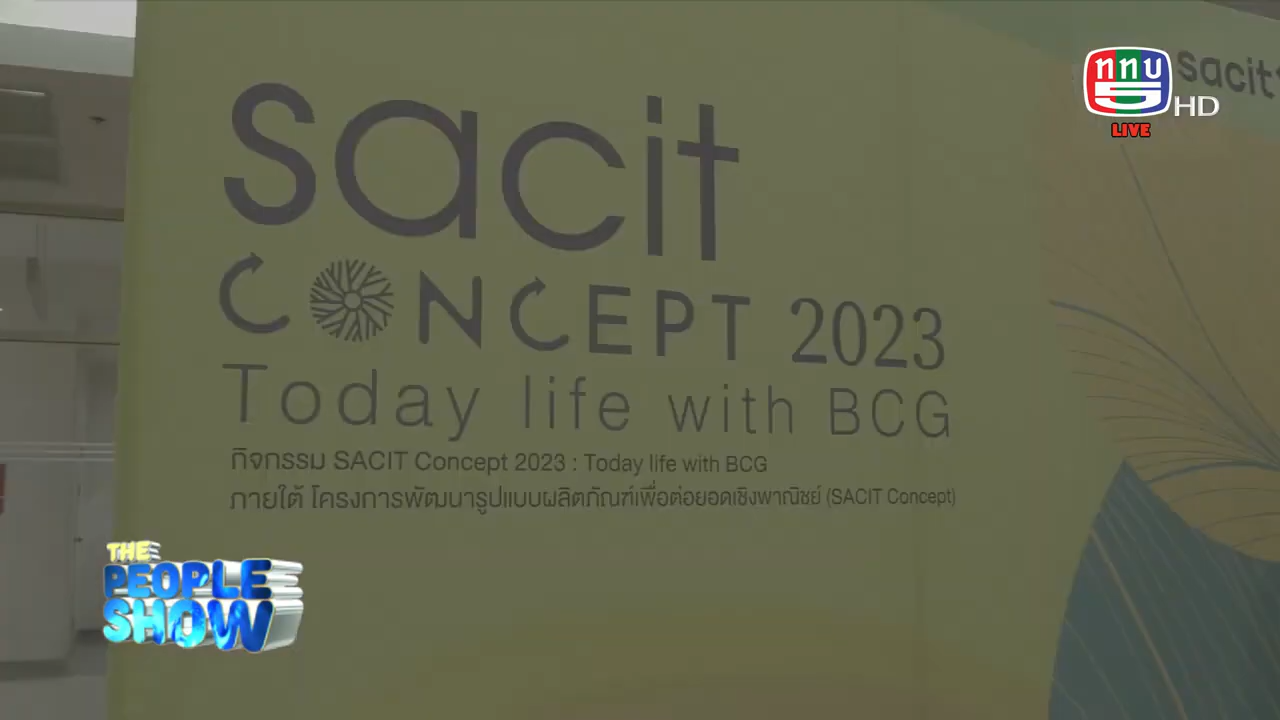 sacit
CONCEPT 2023
Today life with BCG
กิจกรรม SACIT Concept 2023 : Today life with BCG
ภายใต้ โครงการพัฒนารูปแบบผลิตภัณฑ์เพื่อต่อยอดเชิงพาณิชย์ (SACIT Concept)
sacit
ททบ
5 HD
LIVE
THE
PEOPLE
SHOW